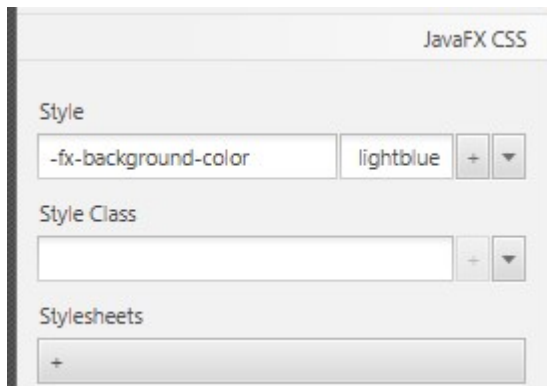 JavaFX CSS
Style
-fx-background-color lightblue +
Style Class
+
Stylesheets
+